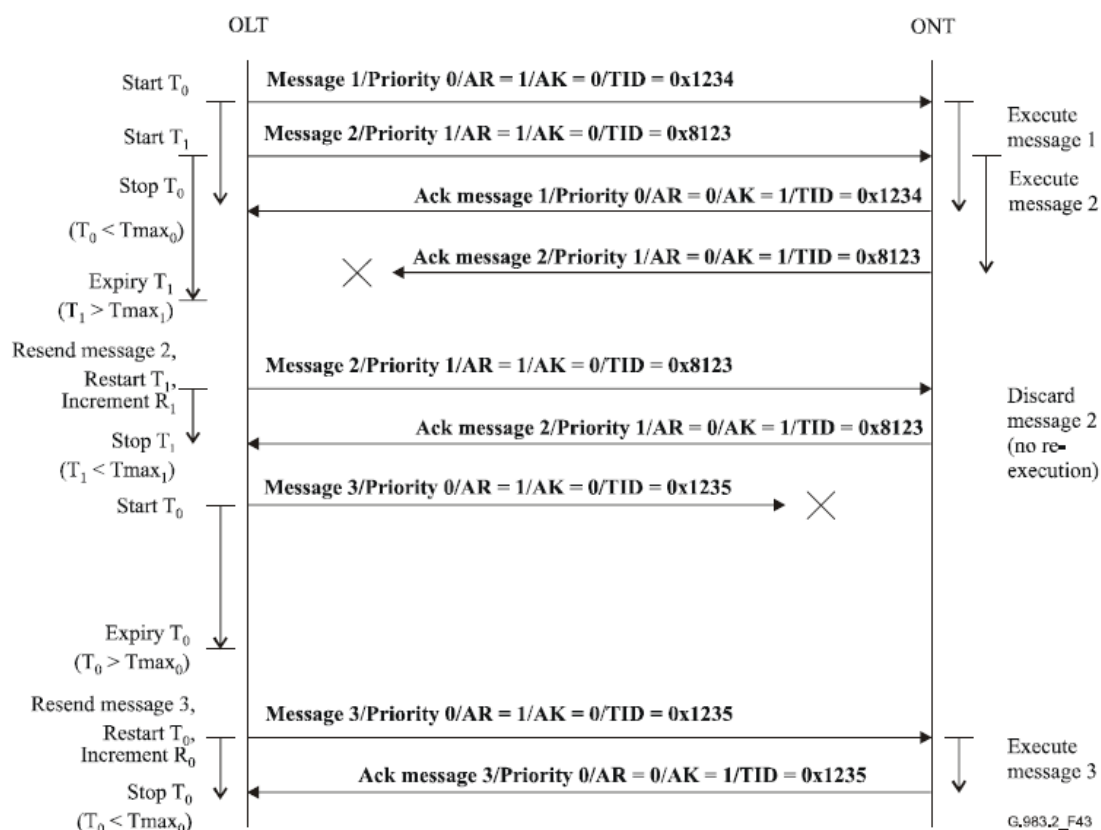 OLT
ONT
Start T0
Message 1/Priority 0/AR = 1/AK = 0/TID = 0x1234
Execute
message 1
Start T1
Message 2/Priority 1/AR = 1/AK = 0/TID = 0x8123
Execute
message 2
Stop T0
(T0 < Tmax0)
Ack message 1/Priority 0/AR = 0/AK = 1/TID = 0x1234
Ack message 2/Priority 1/AR = 0/AK = 1/TID = 0x8123
Expiry T1
(T1 > Tmax1)
Resend message 2,
Restart T1,
Increment R1
Message 2/Priority 1/AR = 1/AK = 0/TID = 0x8123
Discard
message 2
(no re-
execution)
Ack message 2/Priority 1/AR = 0/AK = 1/TID = 0x8123
Stop T1
(T1 < Tmax1)
Message 3/Priority 0/AR = 1/AK = 0/TID = 0x1235
Start T0
Expiry T0
(T0 > Tmax0)
Resend message 3,
Restart T0,
Increment R0
Message 3/Priority 0/AR = 1/AK = 0/TID = 0x1235
Execute
message 3
Ack message 3/Priority 0/AR = 0/AK = 1/TID = 0x1235
Stop T0
(T0 < Tmax0)
G.983.2_F43